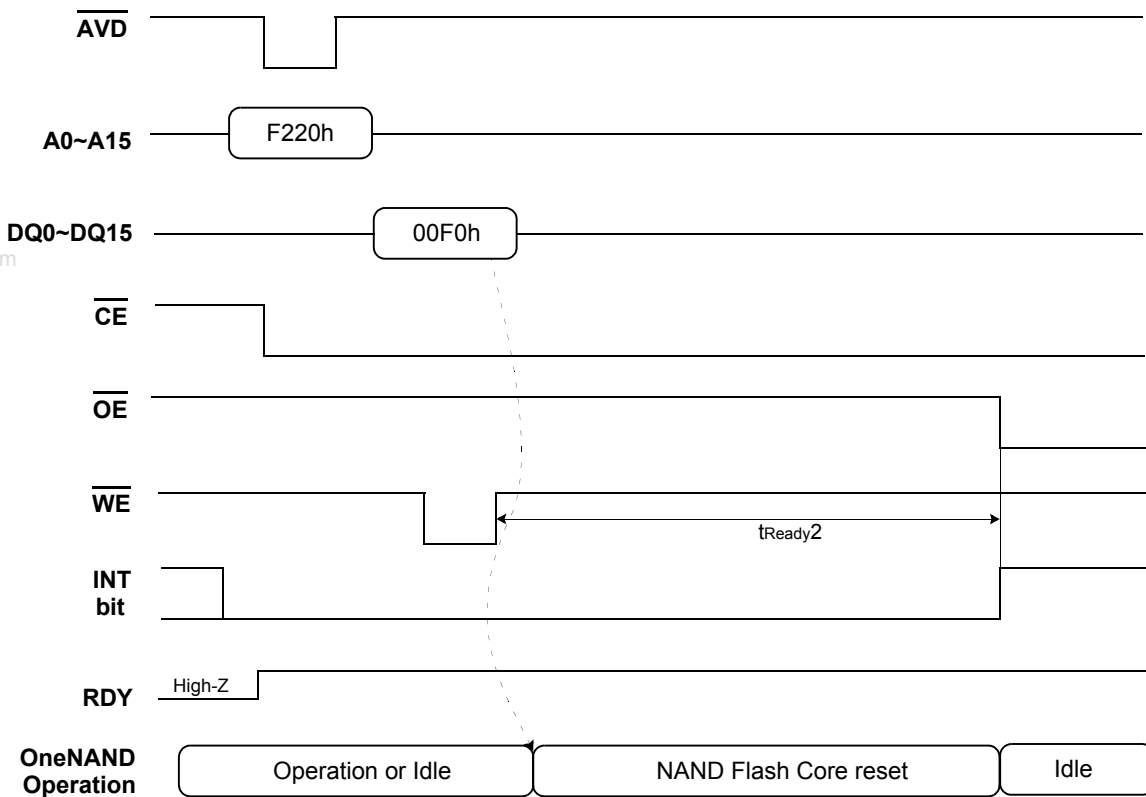 AVD
A0~A15
F220h
DQ0~DQ15
00F0h
m
CE
OE
WE
tReady2
INT
bit
RDY
High-Z
OneNAND
Operation
Operation or Idle
NAND Flash Core reset
Idle